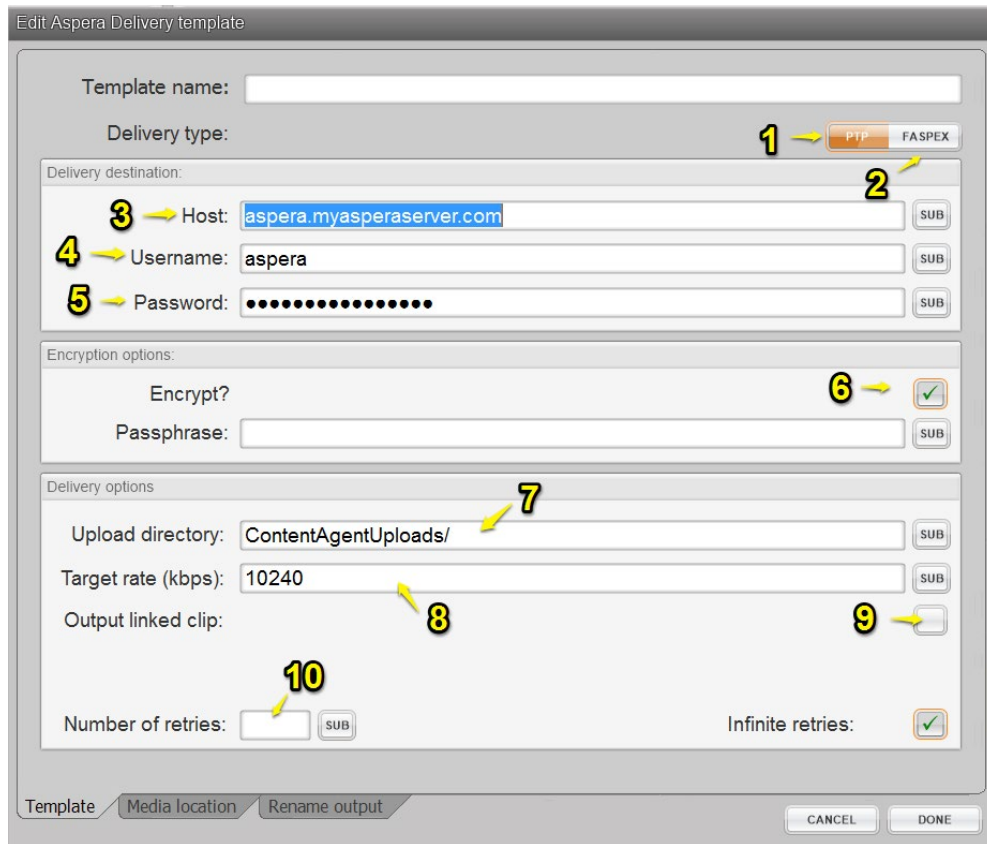 Edit Aspera Delivery template
Template name:
Delivery type:
1
PTP FASPEX
2
Delivery destination:
3 Host: aspera.myasperaserver.com SUB
4 Username: aspera SUB
5 Password: ●●●●●●●●●●●●●●●● SUB
Encryption options:
Encrypt? 6
Passphrase: SUB
Delivery options
7
Upload directory: ContentAgentUploads/ SUB
Target rate (kbps): 10240 SUB
8
Output linked clip: 9
10
Number of retries: SUB Infinite retries:
Template Media location Rename output
CANCEL DONE